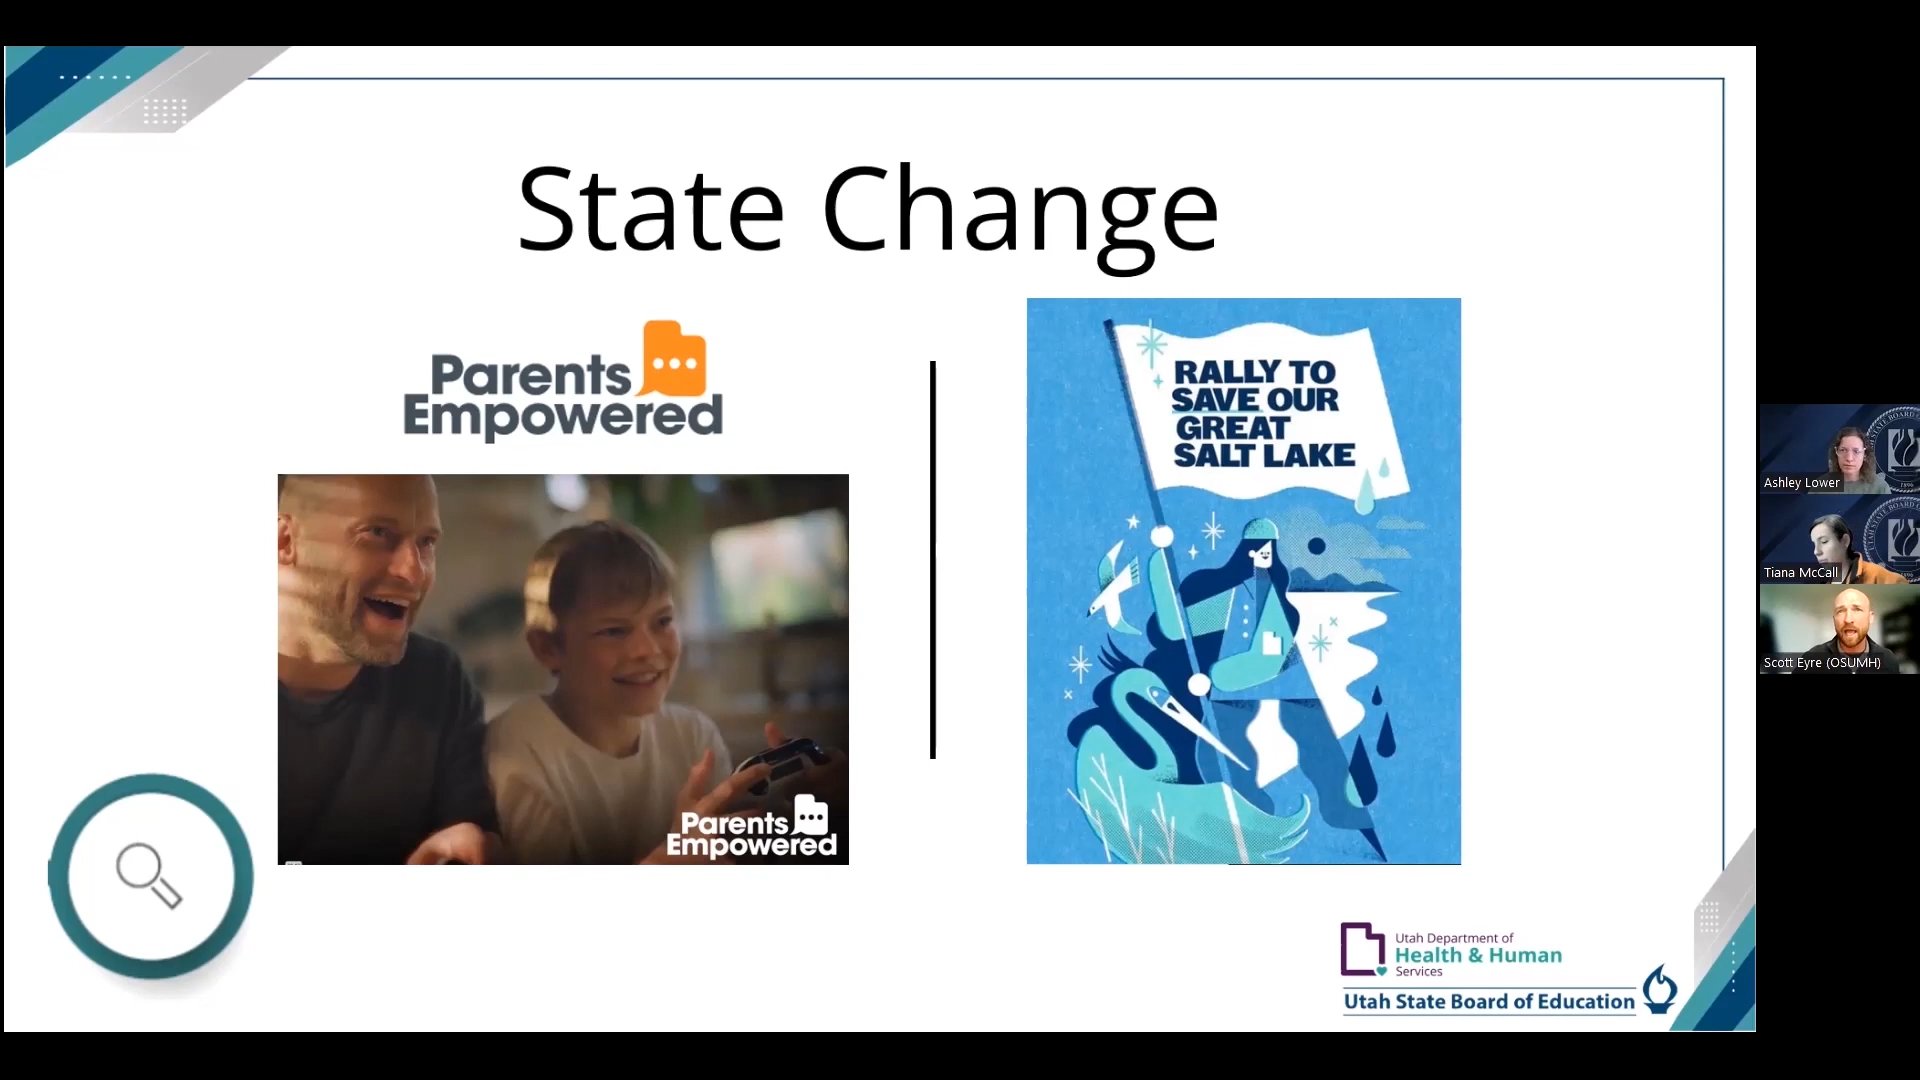 State Change
Parents
Empowered
Parents
Empowered
RALLY TO
SAVE OUR
GREAT
SALT LAKE
Utah Department of
Health & Human
Services
Utah State Board of Education
Ashley Lower
Tiana McCall
Scott Eyre (OSUMH)